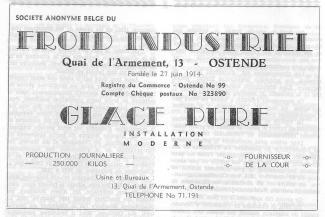 SOCIETE ANONYME BELGE DU
FROID INDUSTRIEL
Quai de l'Armement, 13 - OSTENDE
Fondée le 27 juin 1914
Registre du Commerce - Ostende No 99
Compte Chèque postaux No 323890
GLACE PURE
INSTALLATION
MODERNE
PRODUCTION JOURNALIERE -o- FOURNISSEUR -o-
— 250.000 KILOS — -o- DE LA COUR -o-
Usine et Bureaux :
13, Quai de l'Armement, Ostende
TELEPHONE No 71.191